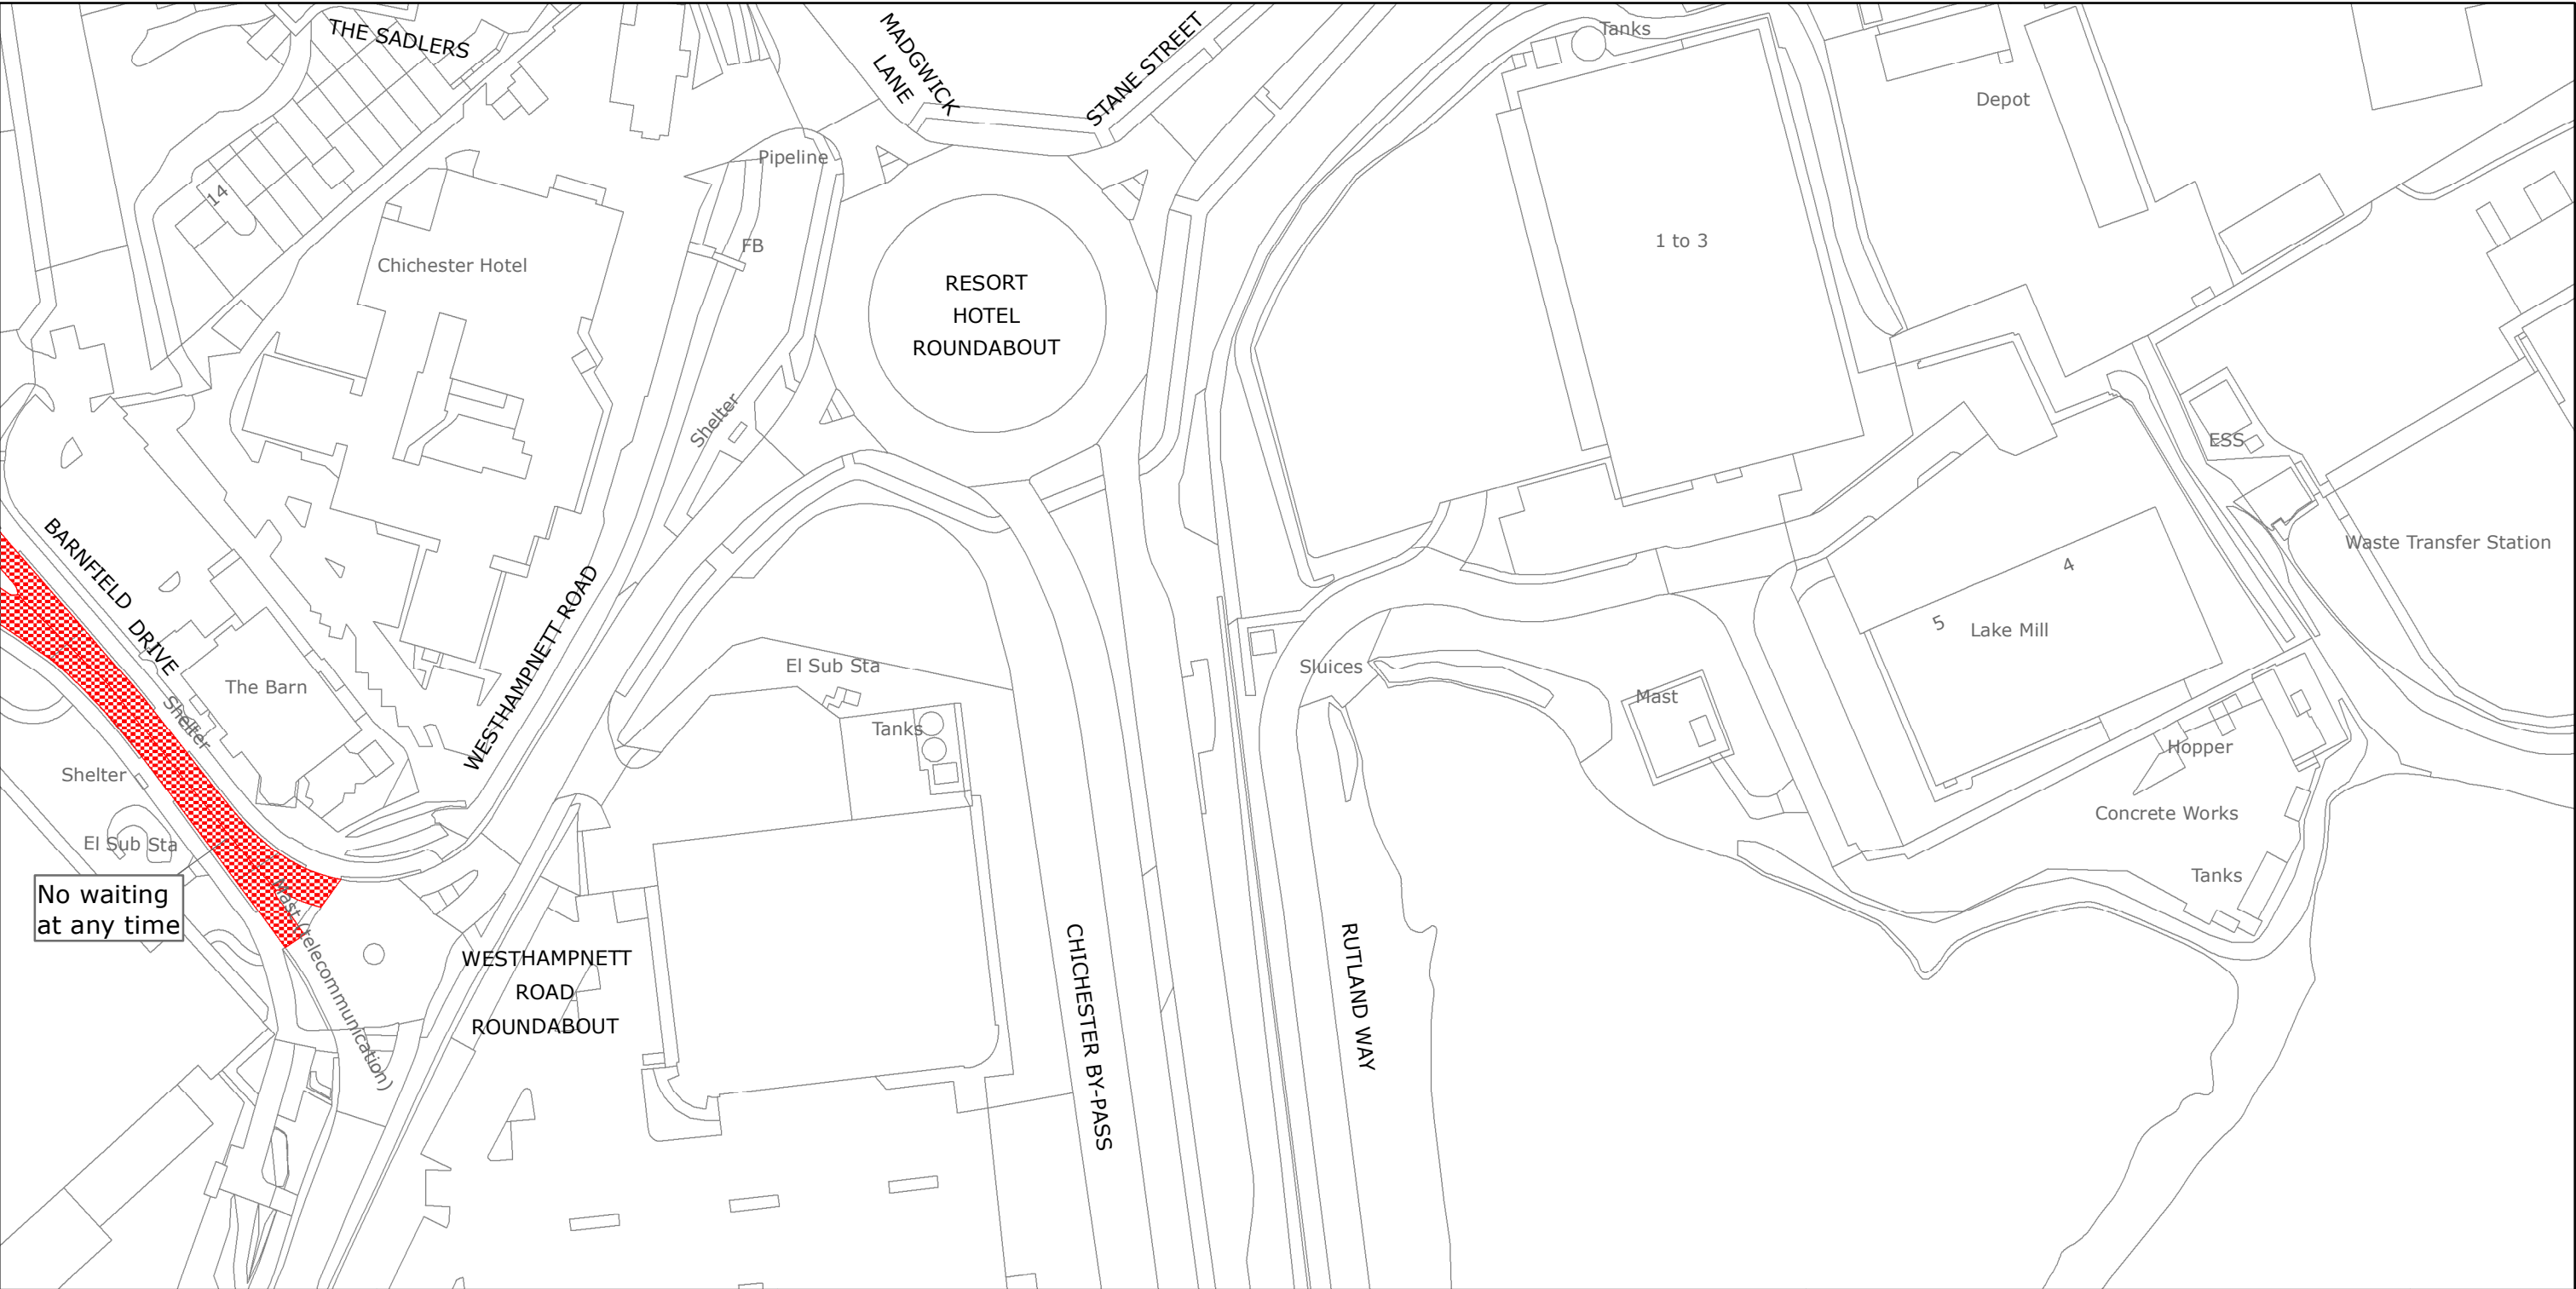 THE SADLERS
MADGWICK
LANE
STANE STREET
Tanks
Depot
Pipeline
14
FB
Chichester Hotel
1 to 3
RESORT
HOTEL
ROUNDABOUT
Shelter
ESS
Waste Transfer Station
BARNFIELD DRIVE
WESTHAMPNETT ROAD
4
5
Lake Mill
El Sub Sta
Sluices
The Barn
Mast
Shelter
Tanks
Hopper
Shelter
Concrete Works
El Sub Sta
Tanks
No waiting
at any time
Mast (telecommunication)
WESTHAMPNETT
ROAD
ROUNDABOUT
CHICHESTER BY-PASS
RUTLAND WAY